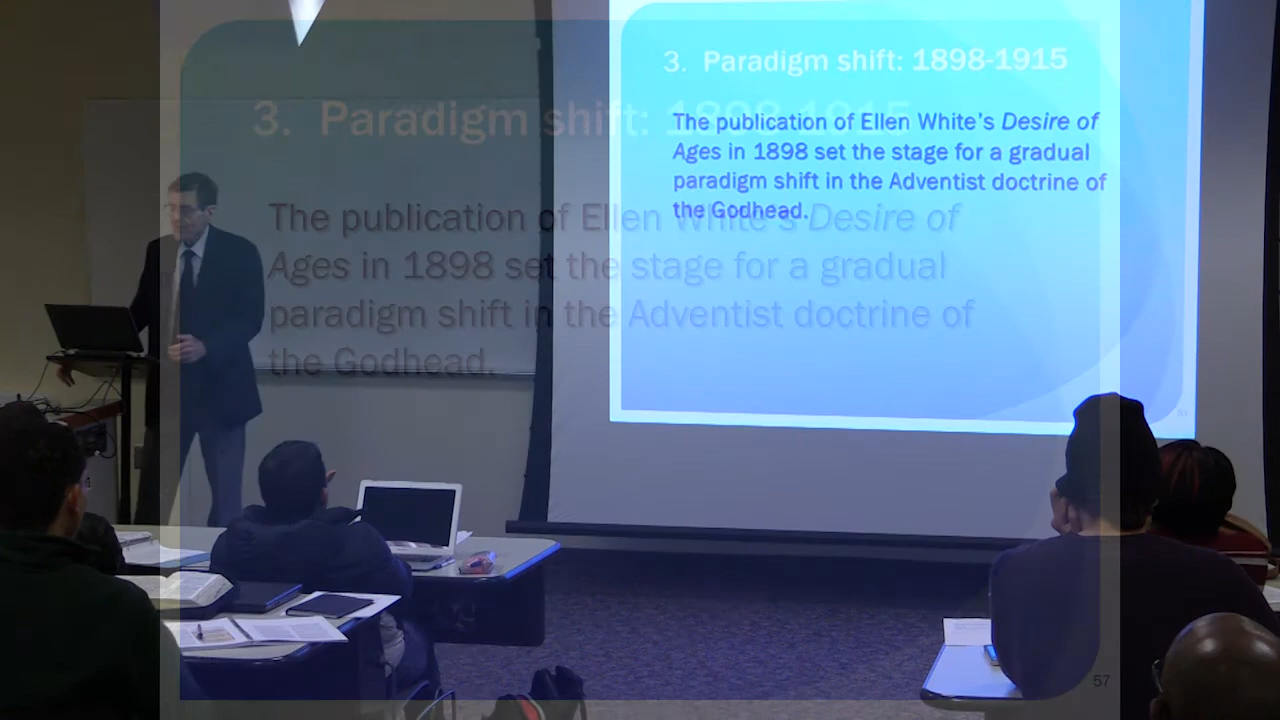 3. Paradigm shift: 1898-1915
The publication of Ellen White's Desire of
Ages in 1898 set the stage for a gradual
paradigm shift in the Adventist doctrine of
the Godhead.
3. Paradigm shift: 1898-1915
The publication of Ellen White's Desire of
Ages in 1898 set the stage for a gradual
paradigm shift in the Adventist doctrine of
the Godhead.
57